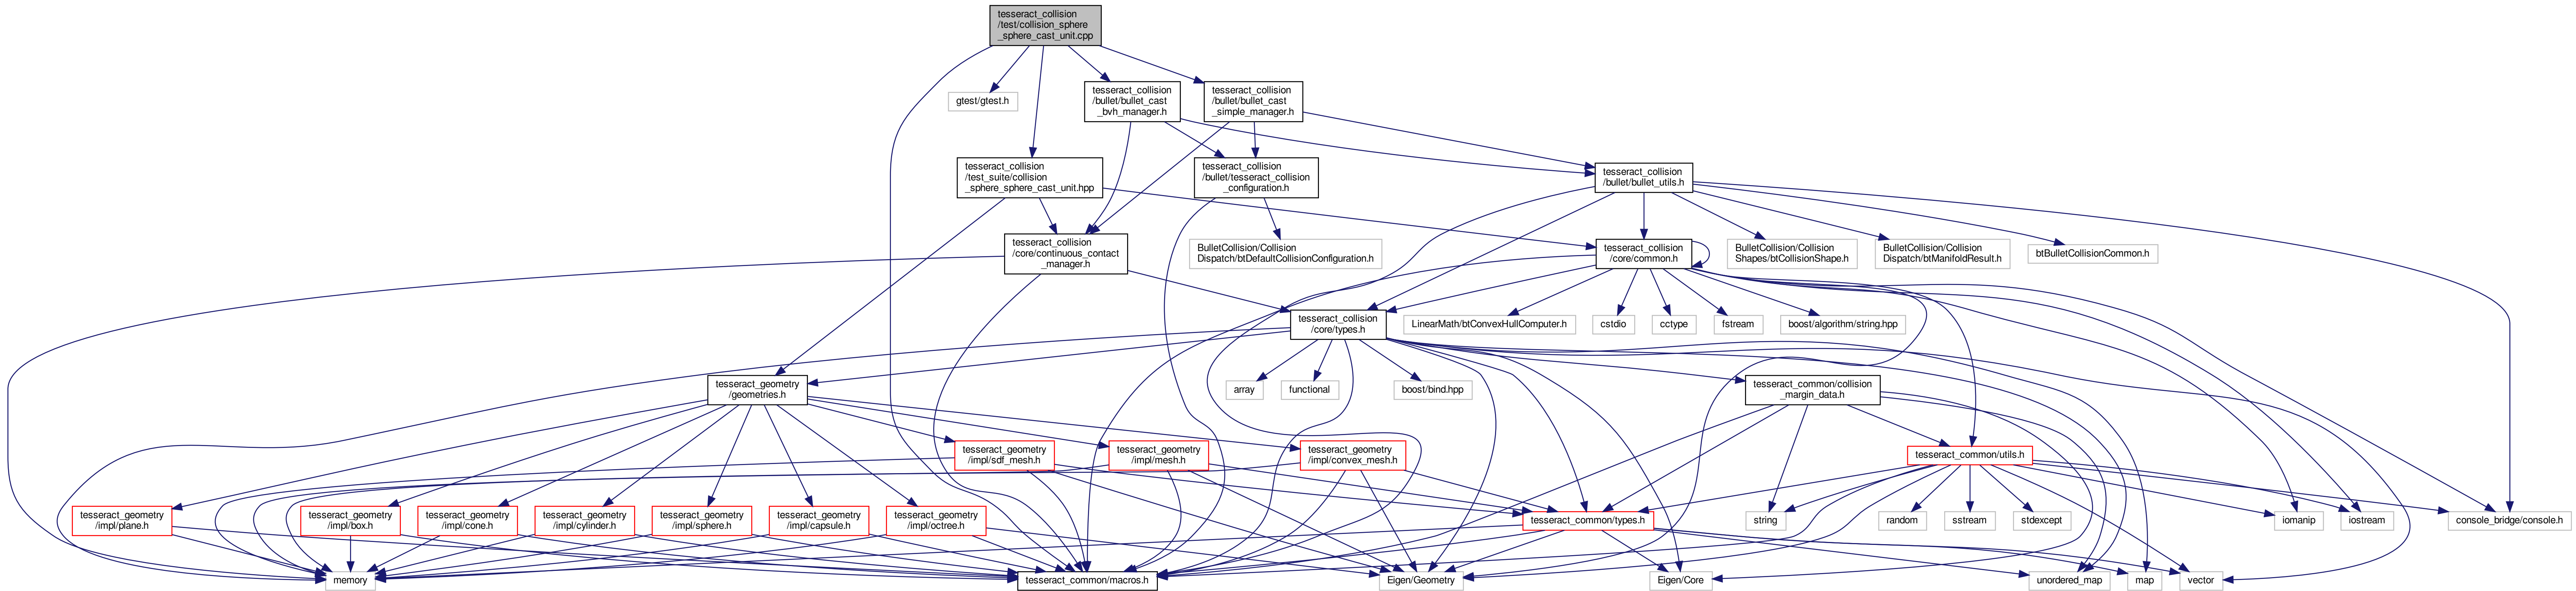 tesseract_collision
/test/collision_sphere
_sphere_cast_unit.cpp
gtest/gtest.h
tesseract_collision
/bullet/bullet_cast
_bvh_manager.h
tesseract_collision
/bullet/bullet_cast
_simple_manager.h
tesseract_collision
/test_suite/collision
_sphere_sphere_cast_unit.hpp
tesseract_collision
/bullet/tesseract_collision
_configuration.h
tesseract_collision
/bullet/bullet_utils.h
tesseract_collision
/core/continuous_contact
_manager.h
BulletCollision/Collision
Dispatch/btDefaultCollisionConfiguration.h
tesseract_collision
/core/common.h
BulletCollision/Collision
Shapes/btCollisionShape.h
BulletCollision/Collision
Dispatch/btManifoldResult.h
btBulletCollisionCommon.h
tesseract_collision
/core/types.h
LinearMath/btConvexHullComputer.h
cstdio
cctype
fstream
boost/algorithm/string.hpp
tesseract_geometry
/geometries.h
array
functional
boost/bind.hpp
tesseract_common/collision
_margin_data.h
tesseract_geometry
/impl/sdf_mesh.h
tesseract_geometry
/impl/mesh.h
tesseract_geometry
/impl/convex_mesh.h
tesseract_common/utils.h
tesseract_geometry
/impl/plane.h
tesseract_geometry
/impl/box.h
tesseract_geometry
/impl/cone.h
tesseract_geometry
/impl/cylinder.h
tesseract_geometry
/impl/sphere.h
tesseract_geometry
/impl/capsule.h
tesseract_geometry
/impl/octree.h
tesseract_common/types.h
string
random
sstream
stdexcept
iomanip
iostream
console_bridge/console.h
memory
tesseract_common/macros.h
Eigen/Geometry
Eigen/Core
unordered_map
map
vector